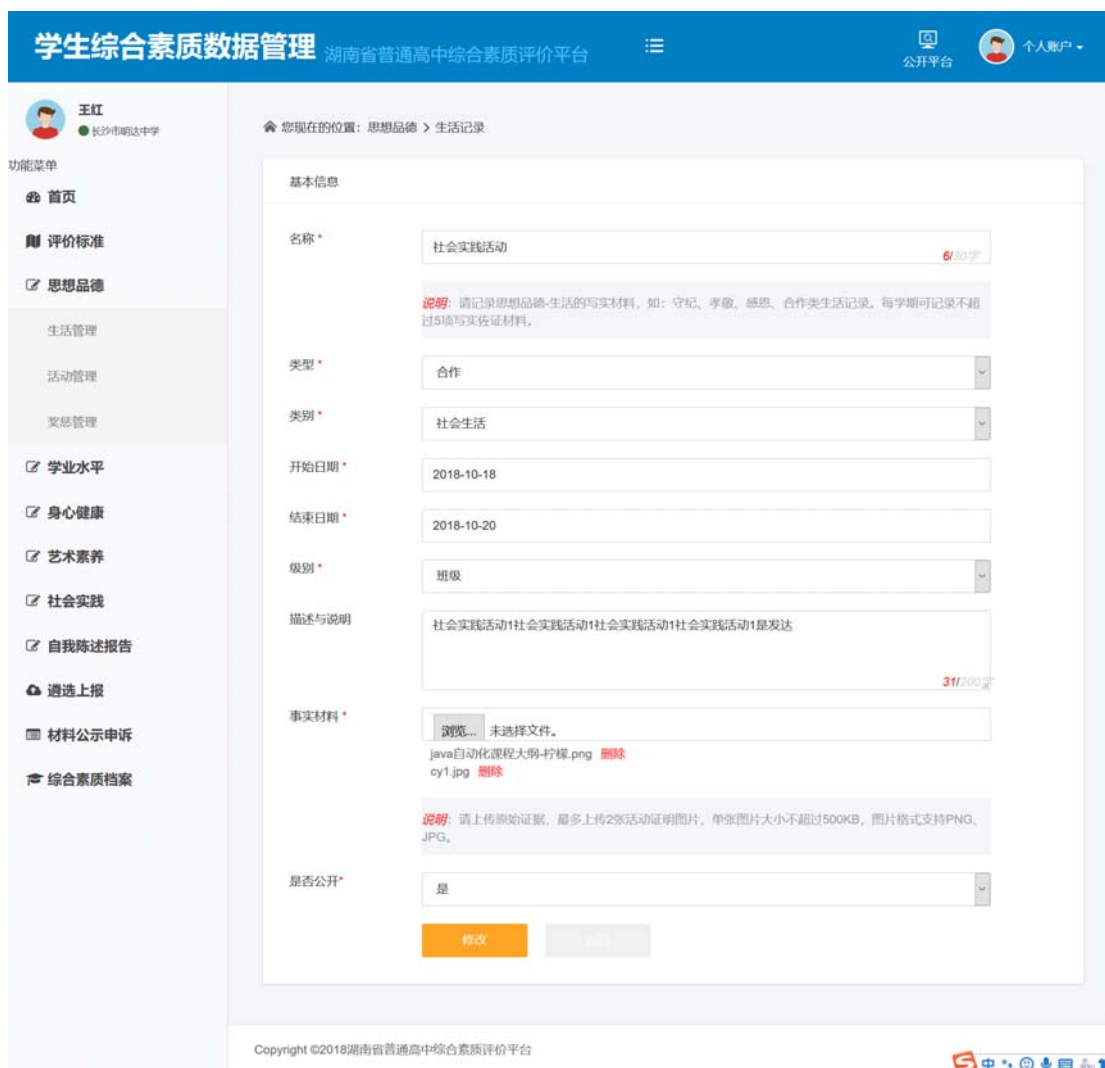 学生综合素质数据管理 湖南省普通高中综合素质评价平台
公开平台
个人账户
王红
长沙市明达中学
功能菜单
首页
评价标准
思想品德
生活管理
活动管理
奖惩管理
学业水平
身心健康
艺术素养
社会实践
自我陈述报告
遴选上报
材料公示申诉
综合素质档案
您现在的位置：思想品德 > 生活记录
基本信息
名称*
社会实践活动
6/30字
说明：请记录思想品德-生活的写实材料，如：守纪、孝敬、感恩、合作类生活记录。每学期可记录不超
过5项写实佐证材料。
类型*
合作
类别*
社会生活
开始日期*
2018-10-18
结束日期*
2018-10-20
级别*
班级
描述与说明
社会实践活动1社会实践活动1社会实践活动1社会实践活动1是发达
31/200字
事实材料*
浏览... 未选择文件。
java自动化课程大纲-柠檬.png 删除
cy1.jpg 删除
说明：请上传原始证据，最多上传2张活动证明图片，单张图片大小不超过500KB，图片格式支持PNG、
JPG。
是否公开*
是
修改
Copyright ©2018湖南省普通高中综合素质评价平台
中